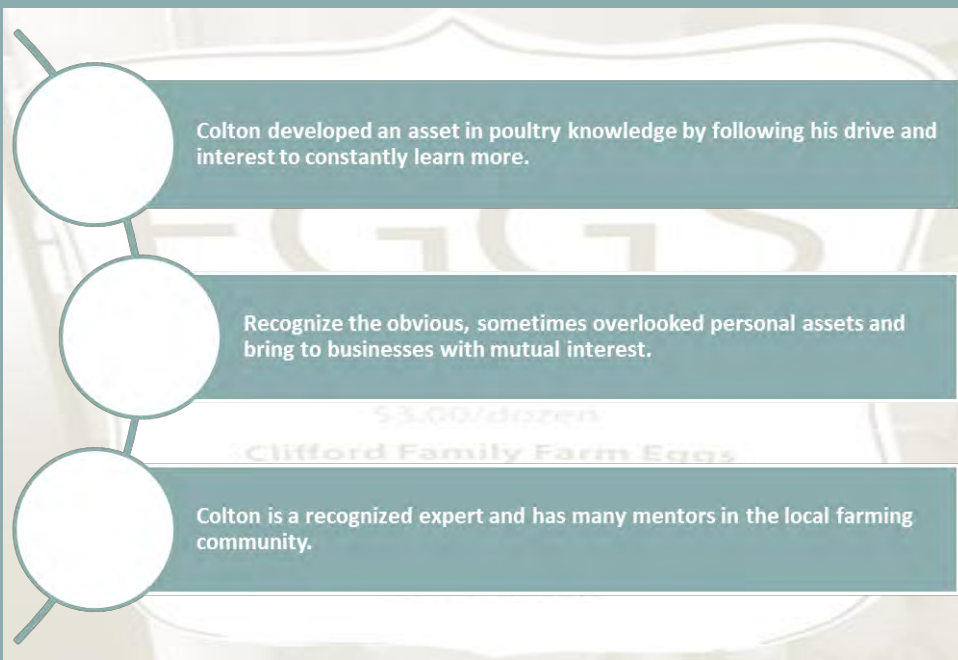 Colton developed an asset in poultry knowledge by following his drive and
interest to constantly learn more.
EGGS
Recognize the obvious, sometimes overlooked personal assets and
bring to businesses with mutual interest.
$3.00/dozen
Clifford Family Farm Eggs
Colton is a recognized expert and has many mentors in the local farming
community.